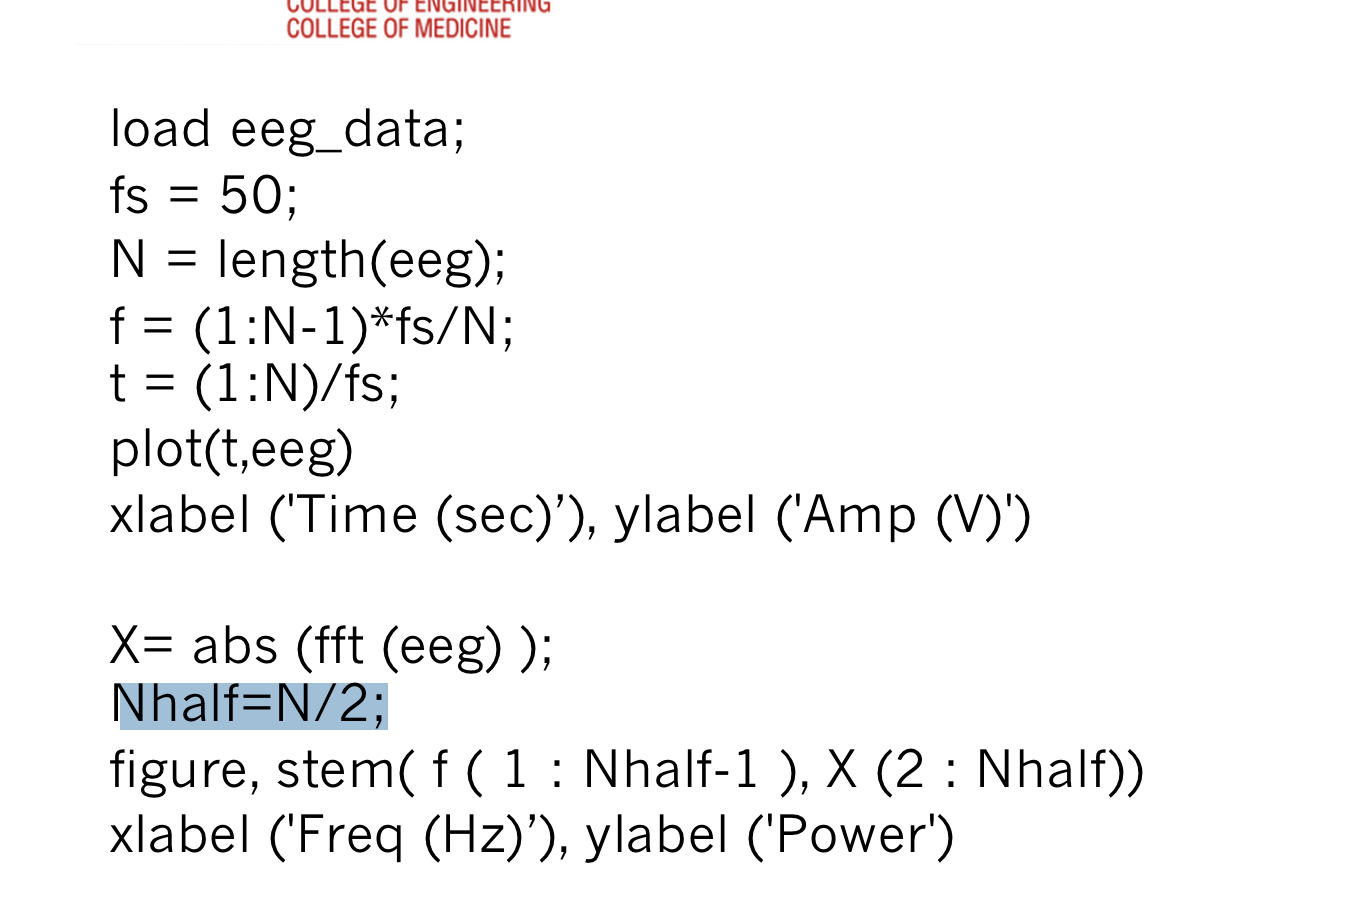 COLLEGE OF ENGINEERING
COLLEGE OF MEDICINE
load eeg_data;
fs = 50;
N = length(eeg);
f = (1:N-1)*fs/N;
t = (1:N)/fs;
plot(t,eeg)
xlabel ('Time (sec)’), ylabel ('Amp (V)')
X= abs (fft (eeg) );
Nhalf=N/2;
figure, stem( f ( 1 : Nhalf-1 ), X (2 : Nhalf))
xlabel ('Freq (Hz)’), ylabel ('Power')